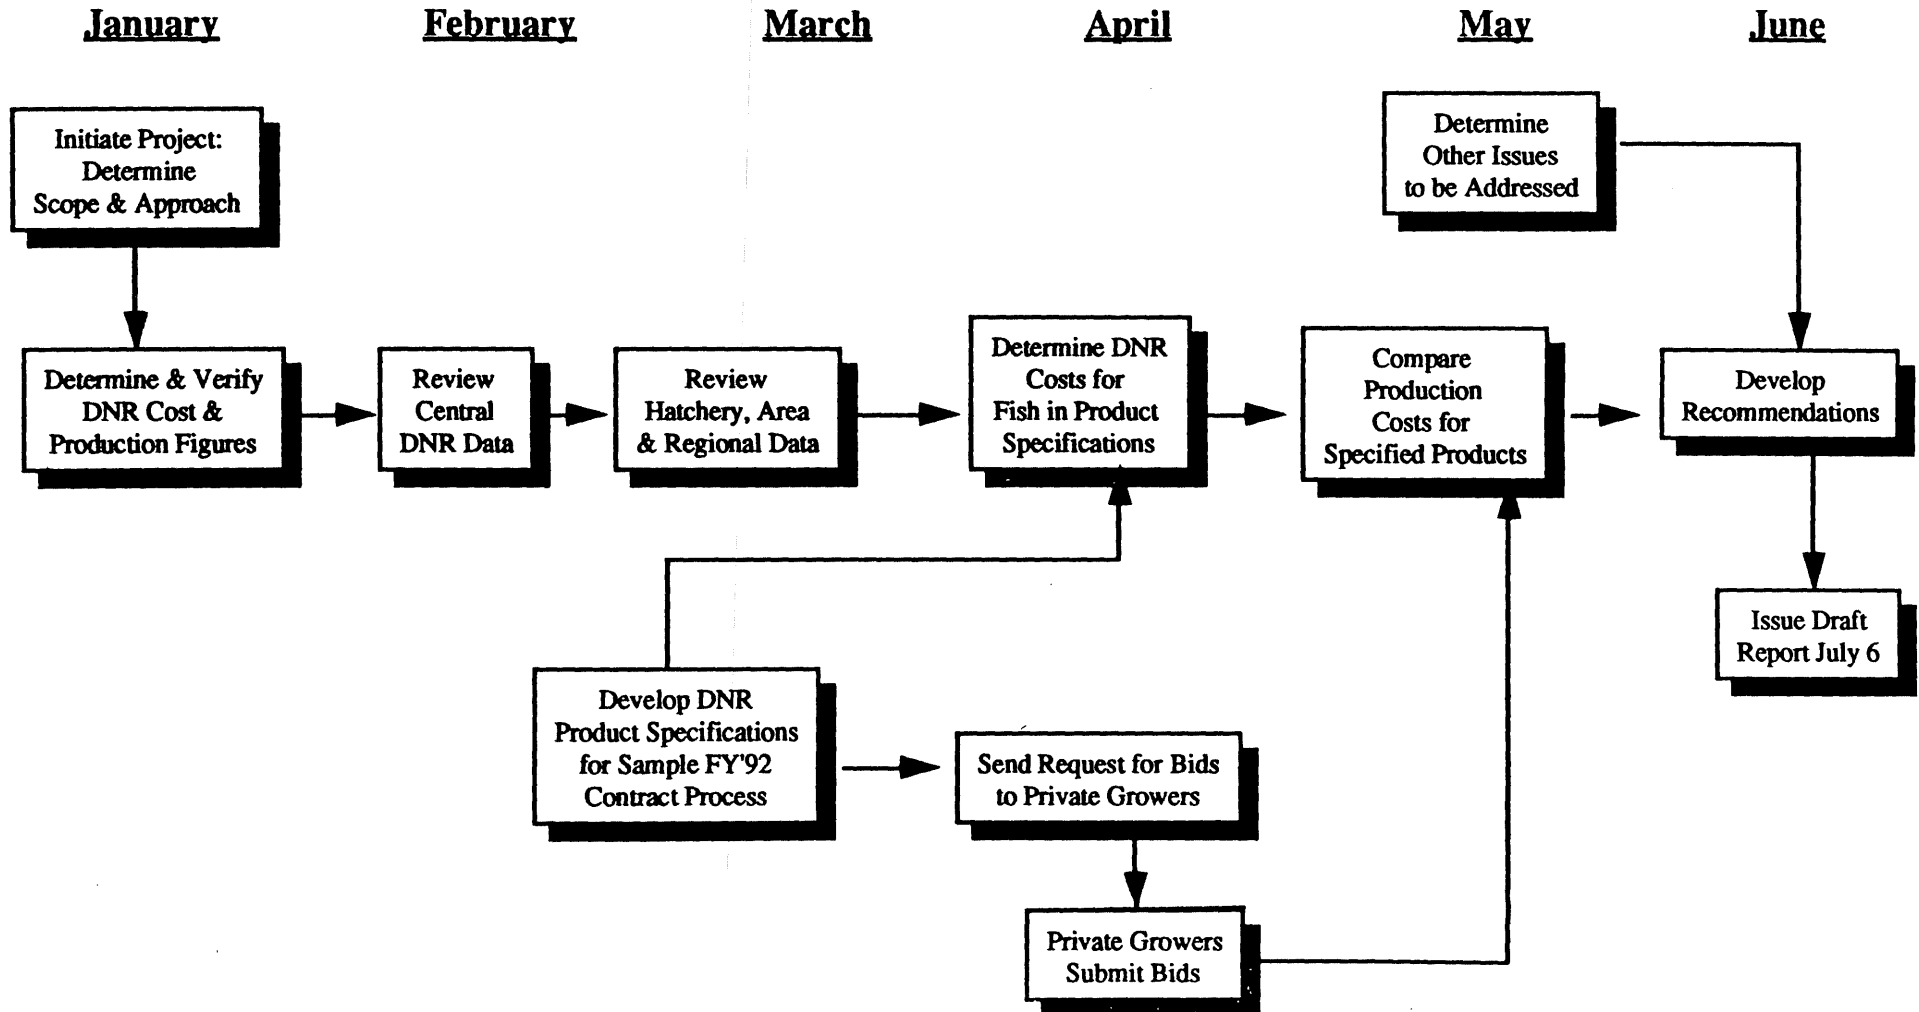 January
February
March
April
May
June
Initiate Project:
Determine
Scope & Approach
Determine
Other Issues
to be Addressed
Determine & Verify
DNR Cost &
Production Figures
Review
Central
DNR Data
Review
Hatchery, Area
& Regional Data
Determine DNR
Costs for
Fish in Product
Specifications
Compare
Production
Costs for
Specified Products
Develop
Recommendations
Issue Draft
Report July 6
Develop DNR
Product Specifications
for Sample FY'92
Contract Process
Send Request for Bids
to Private Growers
Private Growers
Submit Bids